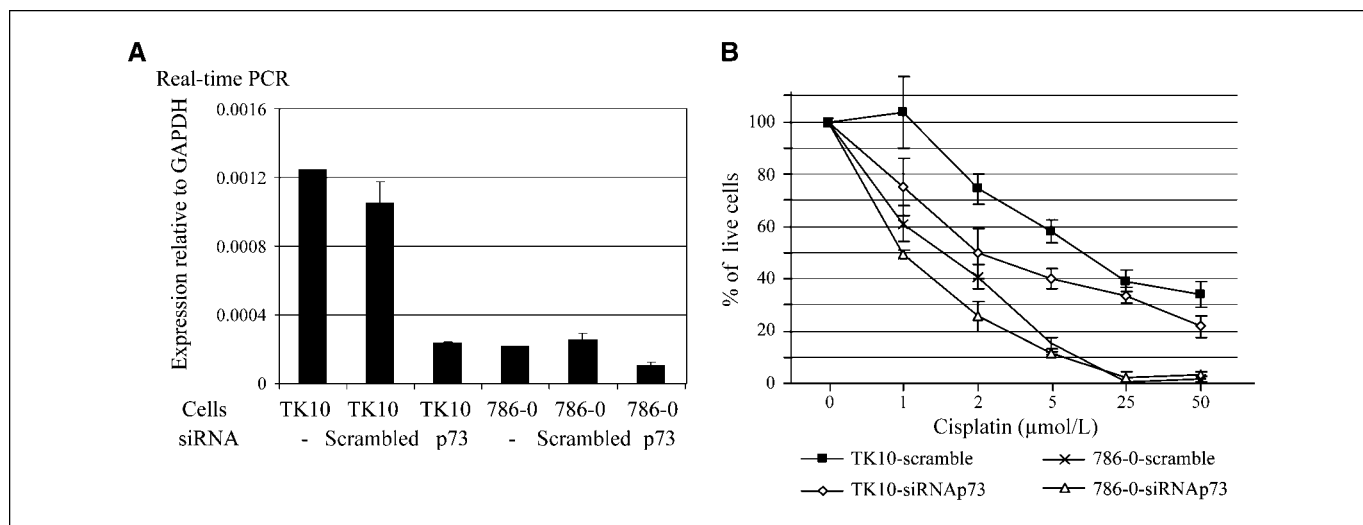 A
Real-time PCR
Expression relative to GAPDH
0.0016
0.0012
0.0008
0.0004
0
Cells TK10 TK10 TK10 786-0 786-0 786-0
siRNA - Scrambled p73 - Scrambled p73
B
% of live cells
100
80
60
40
20
0
0 1 2 5 25 50
Cisplatin (µmol/L)
TK10-scramble 786-0-scramble
TK10-siRNAp73 786-0-siRNAp73